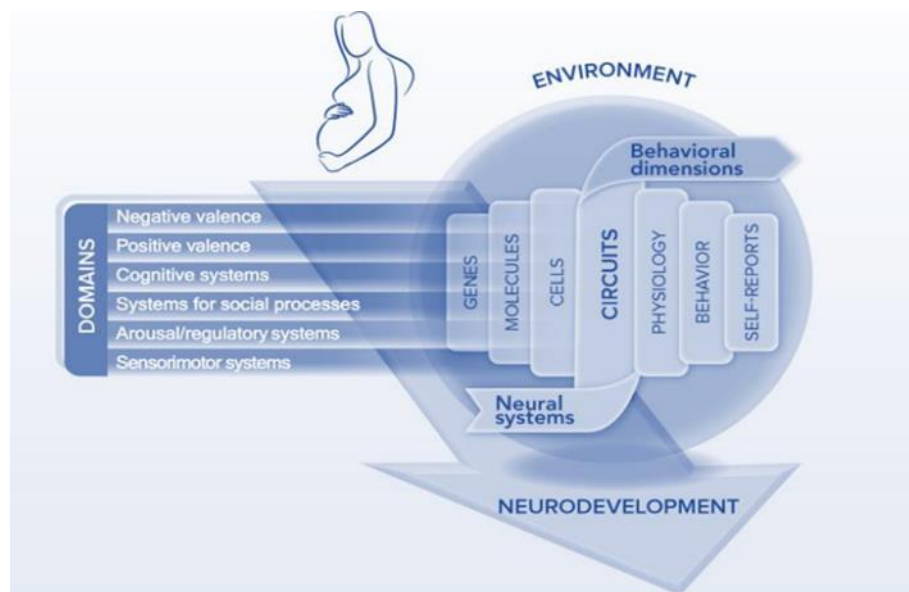 ENVIRONMENT
Behavioral
dimensions
DOMAINS
Negative valence
Positive valence
Cognitive systems
Systems for social processes
Arousal/regulatory systems
Sensorimotor systems
GENES
MOLECULES
CELLS
CIRCUITS
PHYSIOLOGY
BEHAVIOR
SELF-REPORTS
Neural
systems
NEURODEVELOPMENT